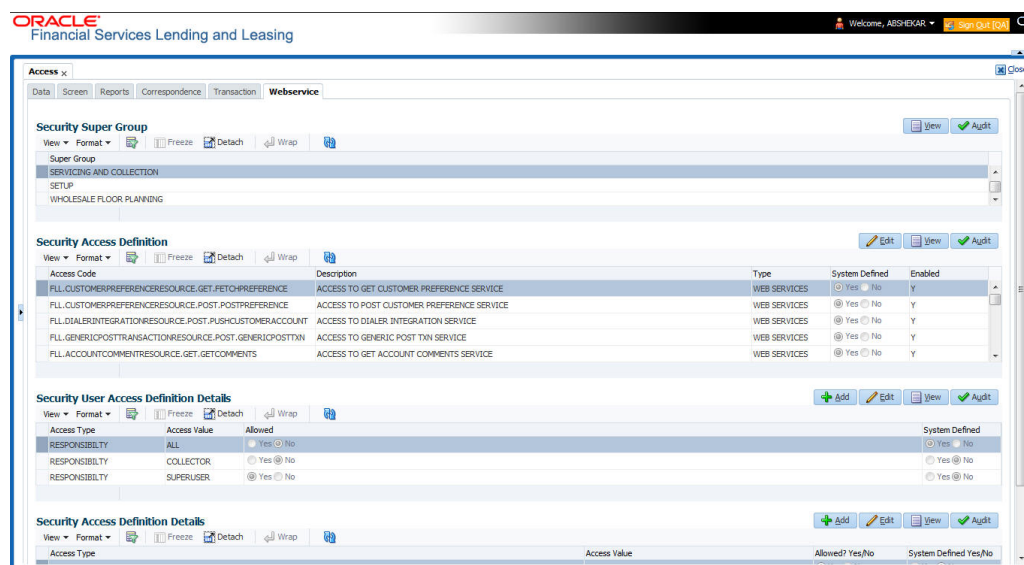 ORACLE
Financial Services Lending and Leasing
Welcome, ABSHEKAR
Sign Out [QA]
Access x
Close
Data Screen Reports Correspondence Transaction Webservice
Security Super Group
View Audit
View Format Freeze Detach Wrap
Super Group
SERVICING AND COLLECTION
SETUP
WHOLESALE FLOOR PLANNING
Security Access Definition
Edit View Audit
View Format Freeze Detach Wrap
Access Code Description Type System Defined Enabled
FLL.CUSTOMERPREFERENCERESOURCE.GET.FETCHPREFERENCE ACCESS TO GET CUSTOMER PREFERENCE SERVICE WEB SERVICES Yes No Y
FLL.CUSTOMERPREFERENCERESOURCE.POST.POSTPREFERENCE ACCESS TO POST CUSTOMER PREFERENCE SERVICE WEB SERVICES Yes No Y
FLL.DIALERINTEGRATIONRESOURCE.POST.PUSHCUSTOMERACCOUNT ACCESS TO DIALER INTEGRATION SERVICE WEB SERVICES Yes No Y
FLL.GENERICPOSTTRANSACTIONRESOURCE.POST.GENERICPOSTTXN ACCESS TO GENERIC POST TXN SERVICE WEB SERVICES Yes No Y
FLL.ACCOUNTCOMMENTRESOURCE.GET.GETCOMMENTS ACCESS TO GET ACCOUNT COMMENTS SERVICE WEB SERVICES Yes No Y
Security User Access Definition Details
Add Edit View Audit
View Format Freeze Detach Wrap
Access Type Access Value Allowed System Defined
RESPONSIBILTY ALL Yes No Yes No
RESPONSIBILTY COLLECTOR Yes No Yes No
RESPONSIBILTY SUPERUSER Yes No Yes No
Security Access Definition Details
Add Edit View Audit
View Format Freeze Detach Wrap
Access Type Access Value Allowed? Yes/No System Defined Yes/No